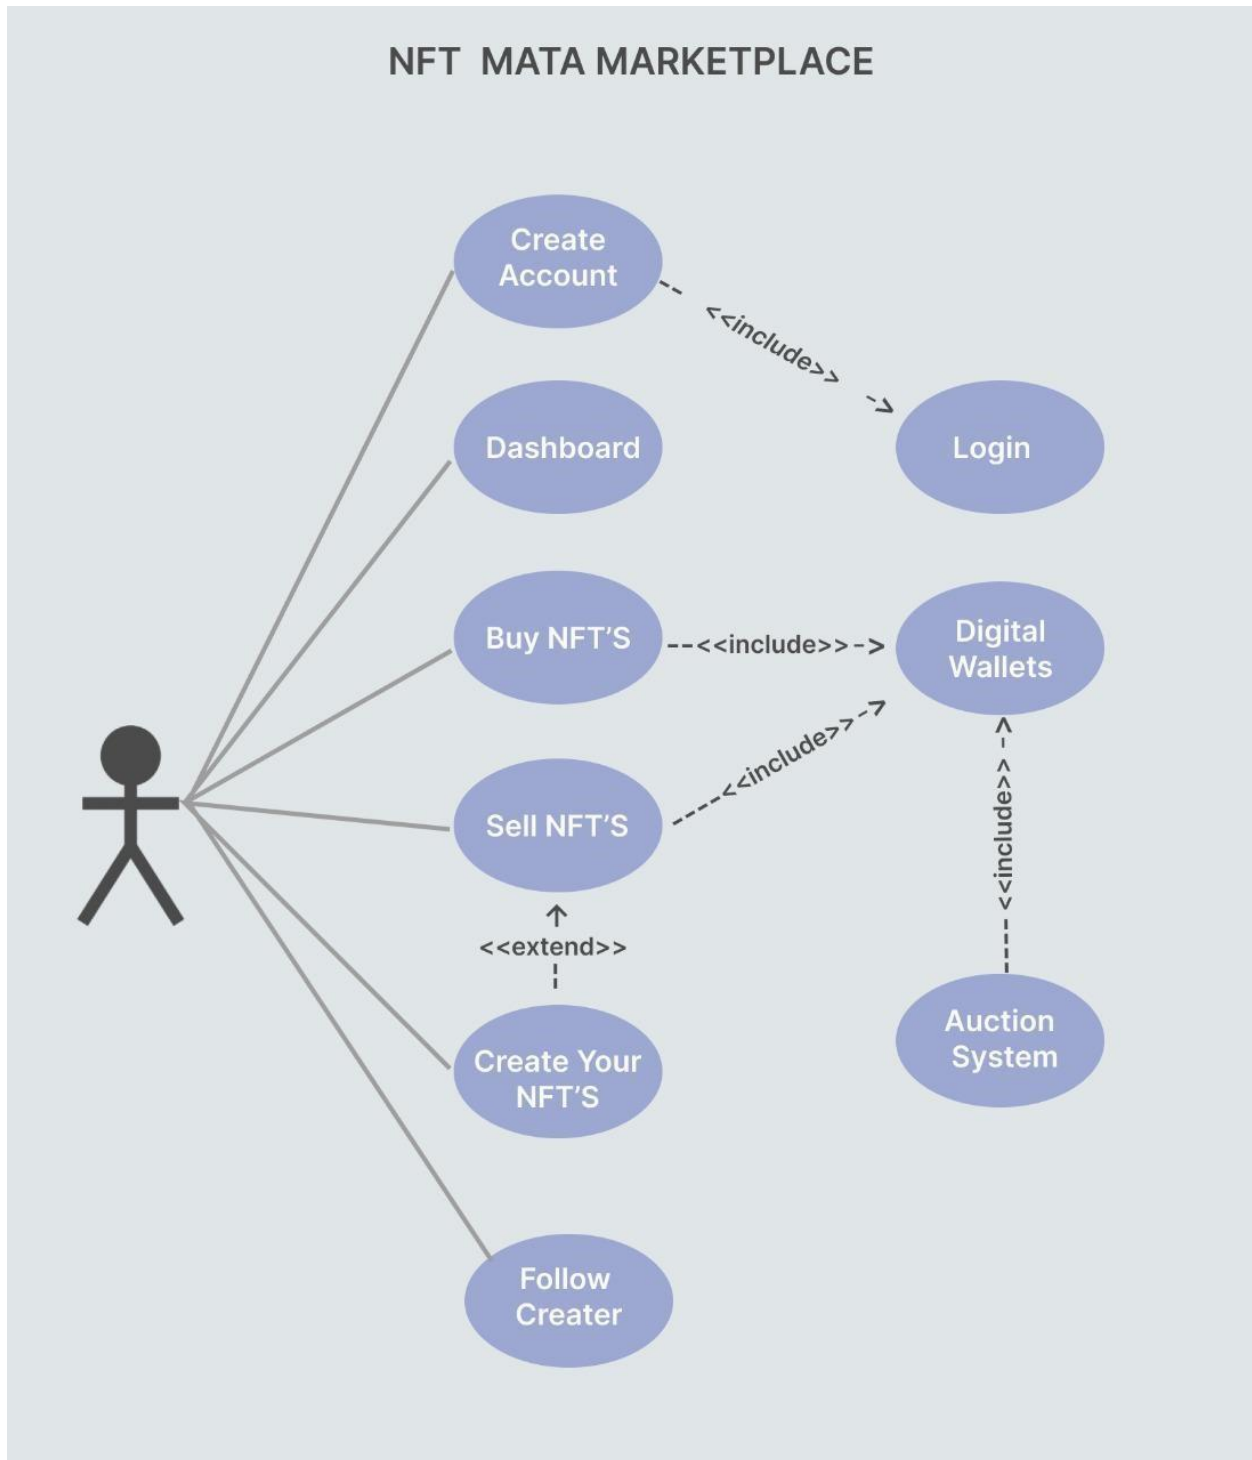 NFT MATA MARKETPLACE
Create
Account
<<include>>
Dashboard
Login
Buy NFT’S
<<include>>
Digital
Wallets
<<include>>
Sell NFT’S
<<include>>
<<extend>>
Create Your
NFT’S
Auction
System
Follow
Creater